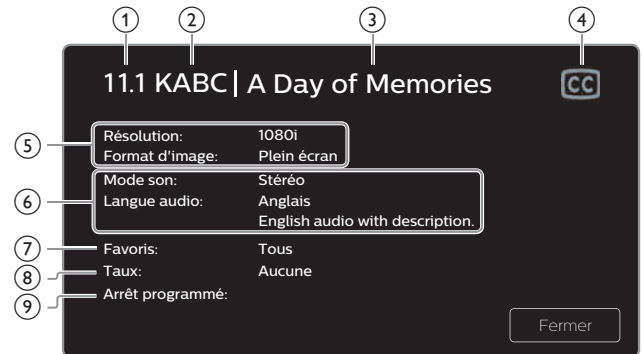 ① ② ③ ④
11.1 KABC | A Day of Memories CC
⑤ Résolution: 1080i
Format d'image: Plein écran
Mode son: Stéréo
⑥ Langue audio: Anglais
English audio with description.
⑦ Favoris: Tous
⑧ Taux: Aucune
⑨ Arrêt programmé:
Fermer